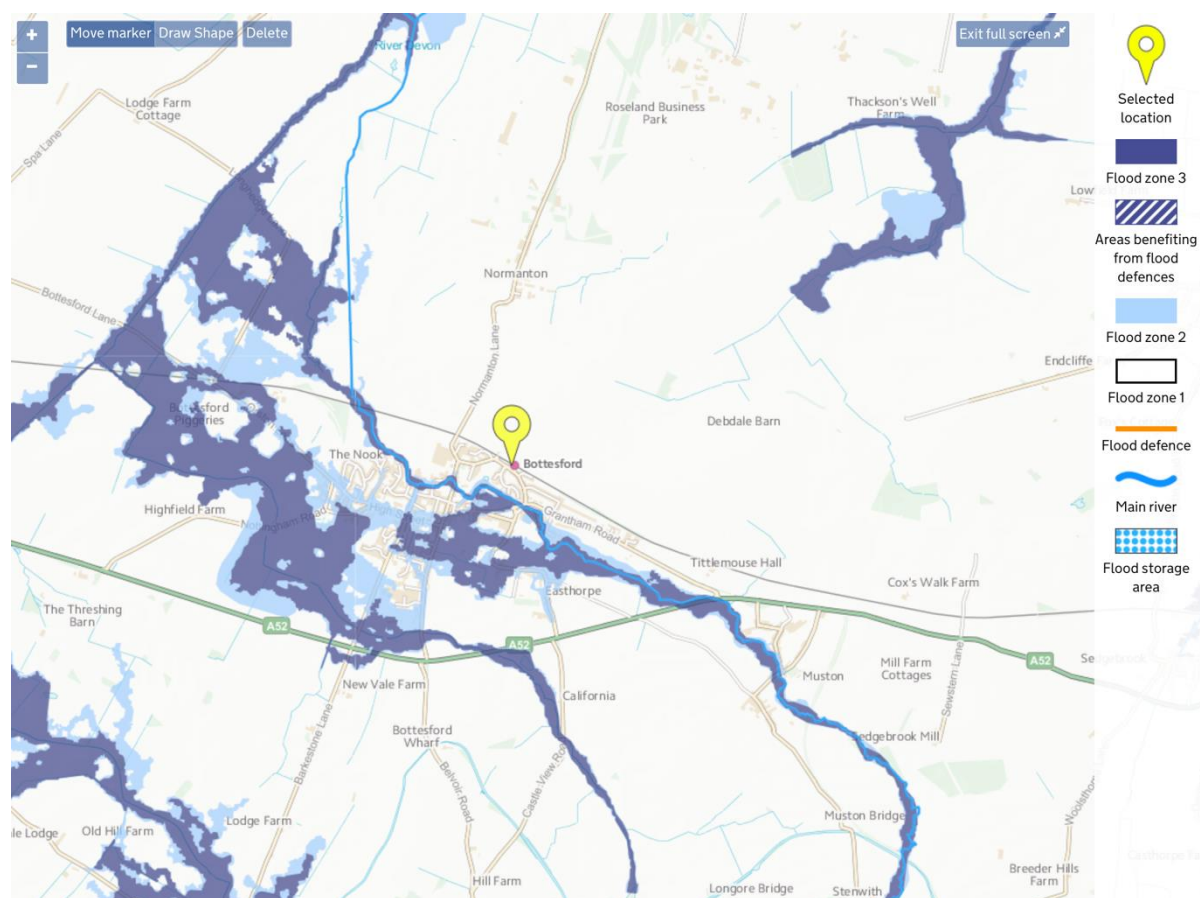 +
−
Move marker
Draw Shape
Delete
Exit full screen
River Devon
Lodge Farm
Cottage
Roseland Business
Park
Thackson's Well
Farm
Spa Lane
Normanton
Bottesford Lane
Normanton Lane
Endcliffe
Bottesford
Piggeries
Debdale Barn
The Nook
Bottesford
Highfield Farm
Nottingham Road
Grantham Road
Tittlemouse Hall
Cox's Walk Farm
Easthorpe
The Threshing
Barn
A52
A52
A52
Sedgebrook
Muston
Mill Farm
Cottages
Sewstern Lane
New Vale Farm
California
Bottesford
Wharf
Sedgebrook Mill
Barkestone Lane
Belvoir Road
Castle View Road
Lodge Farm
Old Hill Farm
Muston Bridge
Hill Farm
Longore Bridge
Stenwith
Breeder Hills
Farm
Selected
location
Flood zone 3
Areas benefiting
from flood
defences
Flood zone 2
Flood zone 1
Flood defence
Main river
Flood storage
area